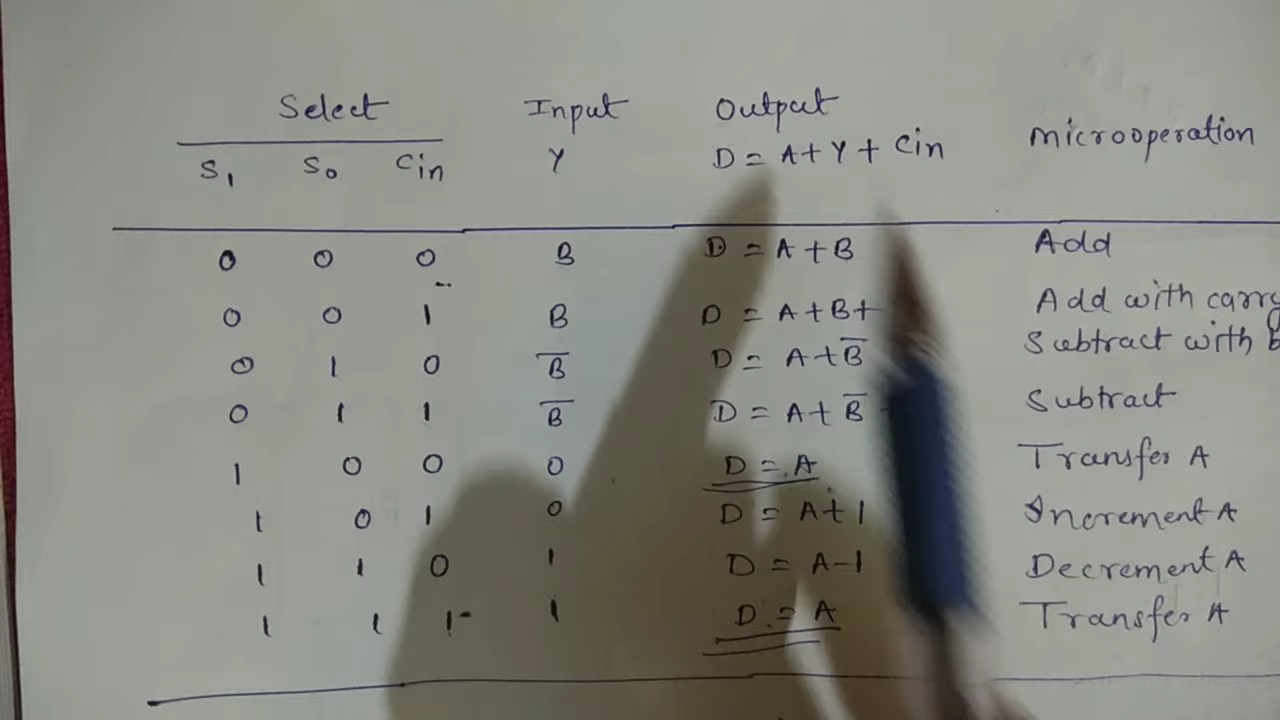 Select Input Output microoperation
S₁ S₀ Cin Y D = A + Y + Cin
0 0 0 B D = A + B Add
0 0 1 B D = A + B + Add with carry
0 1 0 B̅ D = A + B̅ Subtract with
0 1 1 B̅ D = A + B̅ Subtract
1 0 0 0 D = A Transfer A
1 0 1 0 D = A + 1 Increment A
1 1 0 1 D = A - 1 Decrement A
1 1 1 1 D = A Transfer A